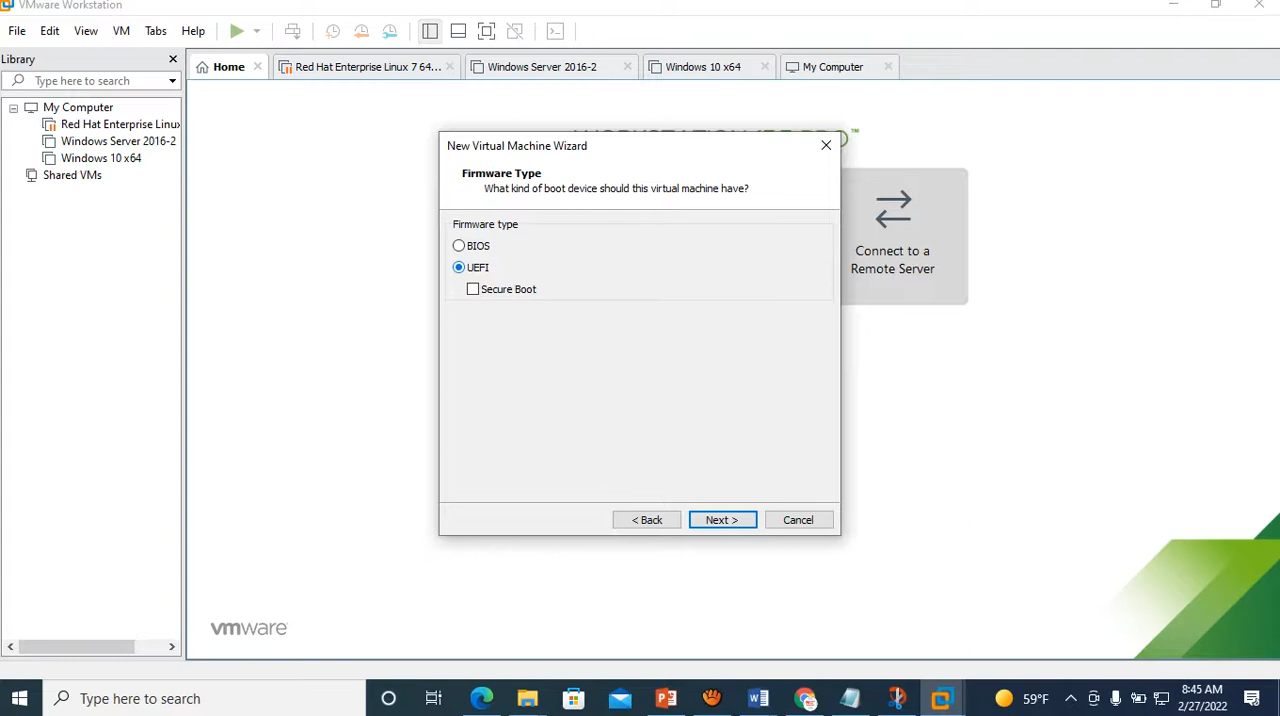 VMware Workstation
File Edit View VM Tabs Help
Library
Type here to search
My Computer
Red Hat Enterprise Linux
Windows Server 2016-2
Windows 10 x64
Shared VMs
Home
Red Hat Enterprise Linux 7 64...
Windows Server 2016-2
Windows 10 x64
My Computer
New Virtual Machine Wizard
Firmware Type
What kind of boot device should this virtual machine have?
Firmware type
BIOS
UEFI
Secure Boot
< Back
Next >
Cancel
™
Connect to a
Remote Server
vmware
Type here to search
59°F
8:45 AM
2/27/2022